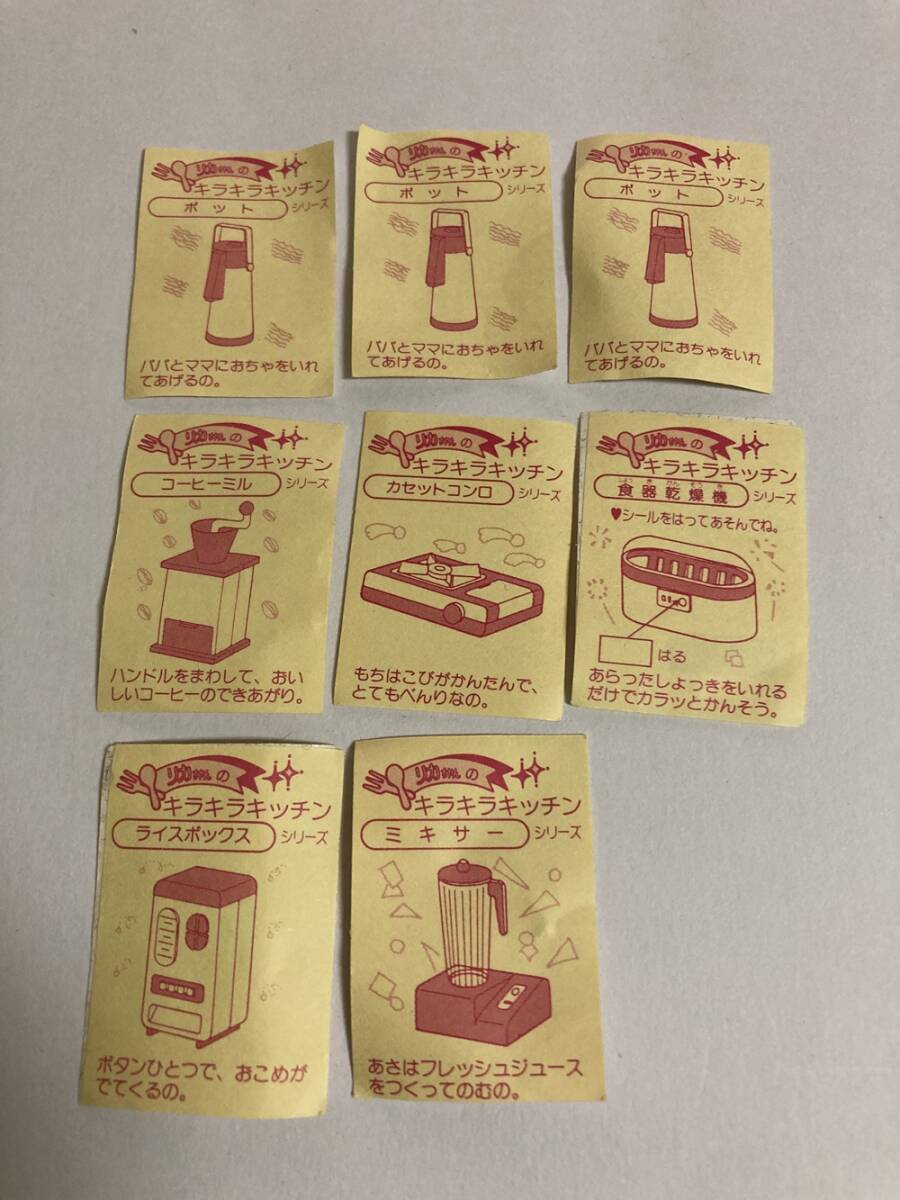 リカちゃんの
キラキラキッチン
ポット シリーズ
パパとママにおちゃをいれ
てあげるの。
リカちゃんの
キラキラキッチン
ポット シリーズ
パパとママにおちゃをいれ
てあげるの。
リカちゃんの
キラキラキッチン
ポット シリーズ
パパとママにおちゃをいれ
てあげるの。
リカちゃんの
キラキラキッチン
コーヒーミル シリーズ
ハンドルをまわして、おい
しいコーヒーのできあがり。
リカちゃんの
キラキラキッチン
カセットコンロ シリーズ
もちはこびがかんたんで、
とてもべんりなの。
リカちゃんの
キラキラキッチン
しょっきかんそうき
食器乾燥機 シリーズ
♥シールをはってあそんでね。
はる
あらったしょっきをいれる
だけでカラッとかんそう。
リカちゃんの
キラキラキッチン
ライスボックス シリーズ
ボタンひとつで、おこめが
でてくるの。
リカちゃんの
キラキラキッチン
ミキサー シリーズ
あさはフレッシュジュース
をつくってのむの。